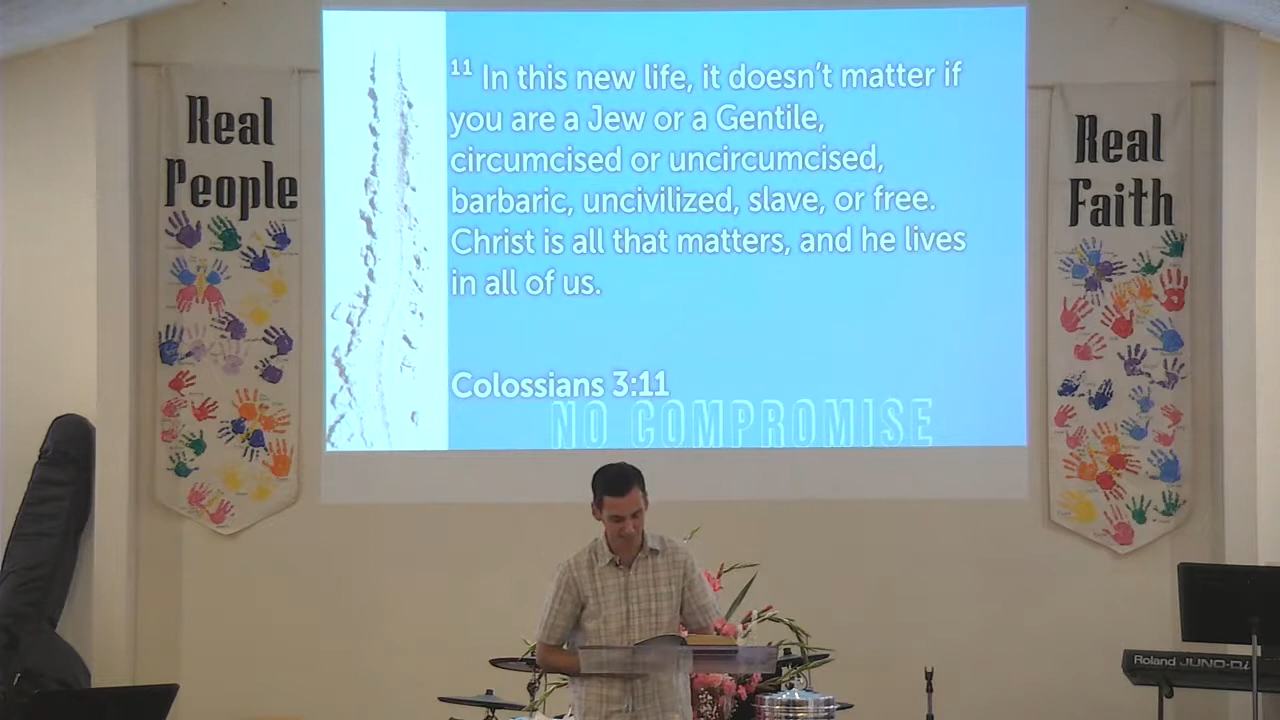 Real
People
11 In this new life, it doesn't matter if
you are a Jew or a Gentile,
circumcised or uncircumcised,
barbaric, uncivilized, slave, or free.
Christ is all that matters, and he lives
in all of us.
Colossians 3:11
NO COMPROMISE
Real
Faith
Roland JUNO-Di